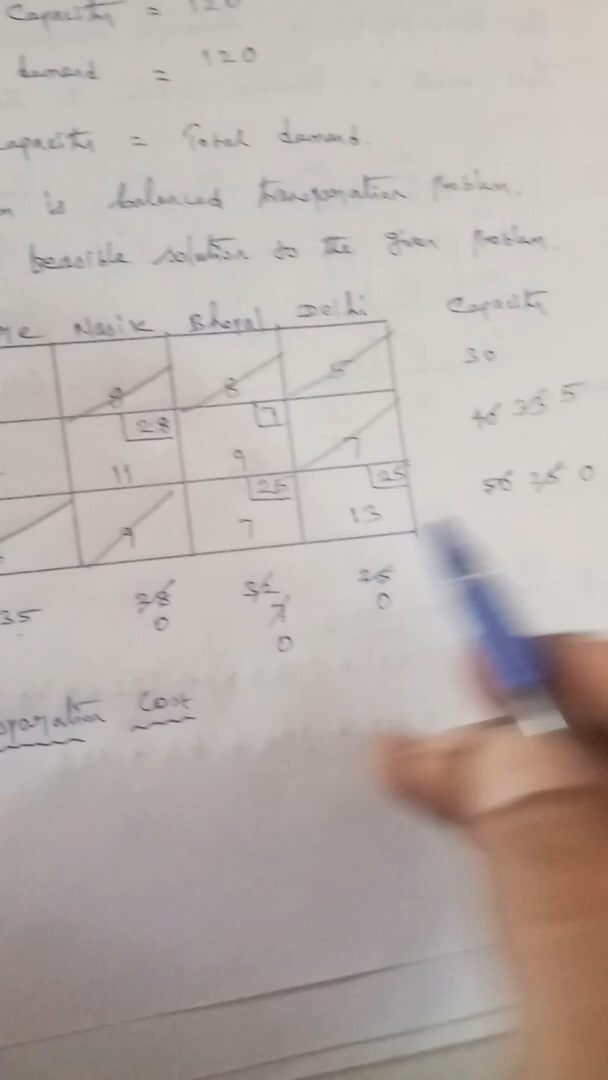 Capacity = 120
demand = 120
capacity = Total demand.
is balanced transporation problem.
feasible solution to the given problem.
Nasik Bhopal Delhi Capacity
8 8 5 30
28 7
11 9 7 40 33 5
25 25
9 7 13 50 25 0
35 28 32 25
0 7 0
0
Cost